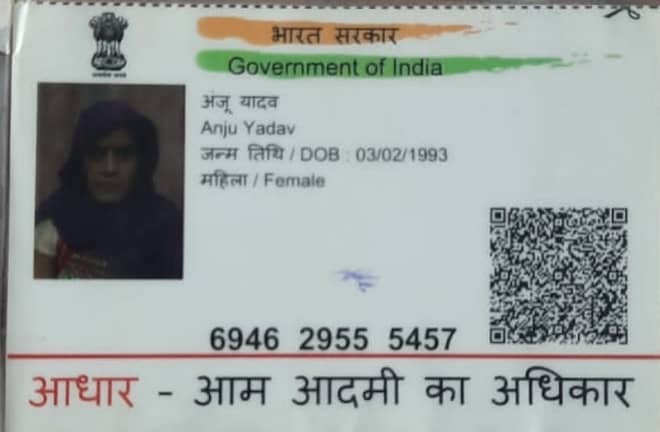 भारत सरकार
Government of India
अंजू यादव
Anju Yadav
जन्म तिथि / DOB : 03/02/1993
महिला / Female
6946 2955 5457
आधार - आम आदमी का अधिकार